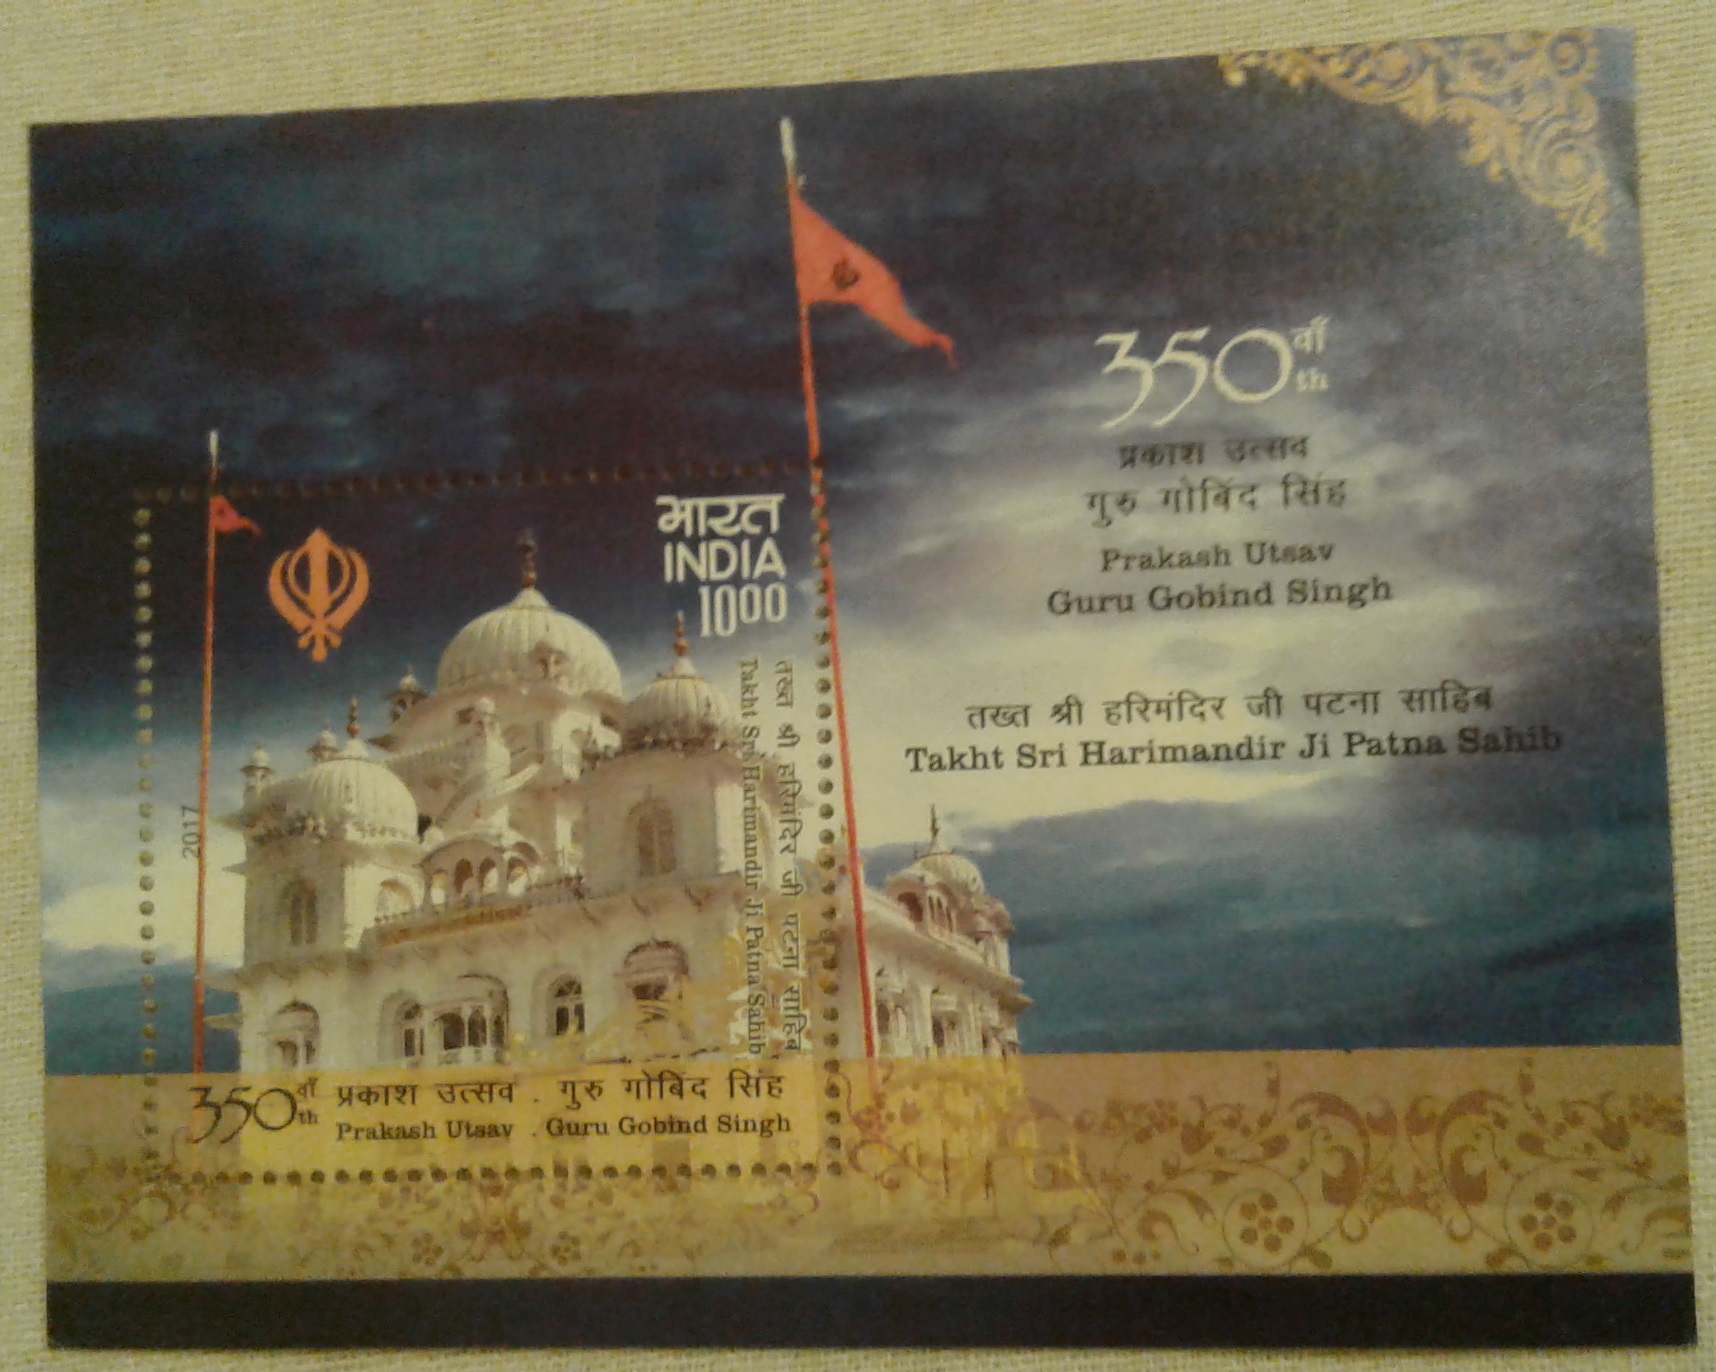 350 वाँ
th
प्रकाश उत्सव
गुरु गोबिंद सिंह
Prakash Utsav
Guru Gobind Singh
तख्त श्री हरिमंदिर जी पटना साहिब
Takht Sri Harimandir Ji Patna Sahib
भारत
INDIA
1000
तख्त श्री हरिमंदिर जी पटना साहिब
Takht Sri Harimandir Ji Patna Sahib
2017
350 वाँ
th
प्रकाश उत्सव . गुरु गोबिंद सिंह
Prakash Utsav . Guru Gobind Singh